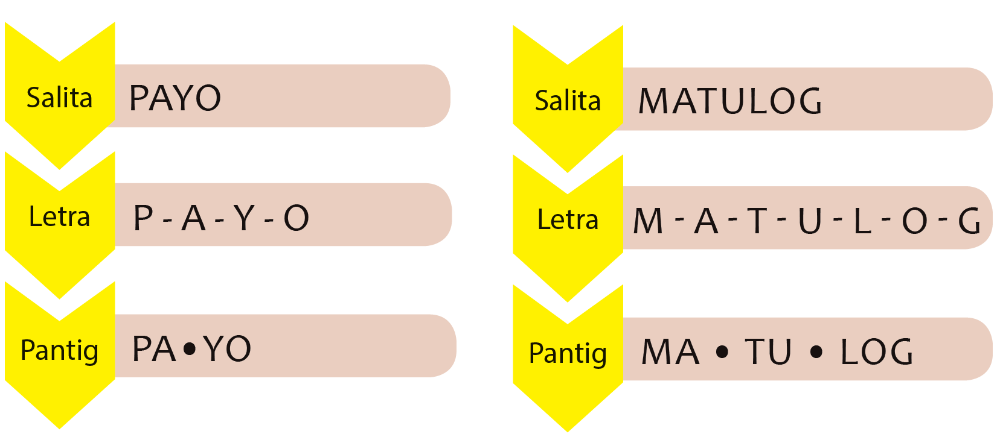 Salita PAYO
Letra P - A - Y - O
Pantig PA•YO
Salita MATULOG
Letra M - A - T - U - L - O - G
Pantig MA • TU • LOG